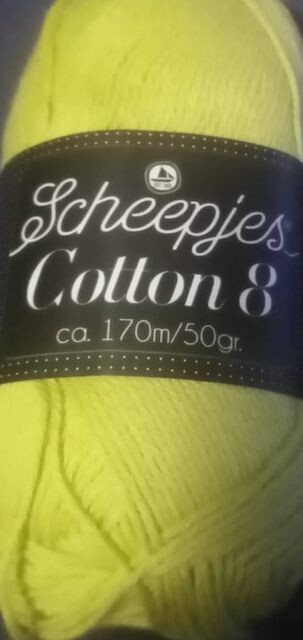 Scheepjes®
Cotton 8
ca. 170m/50gr.